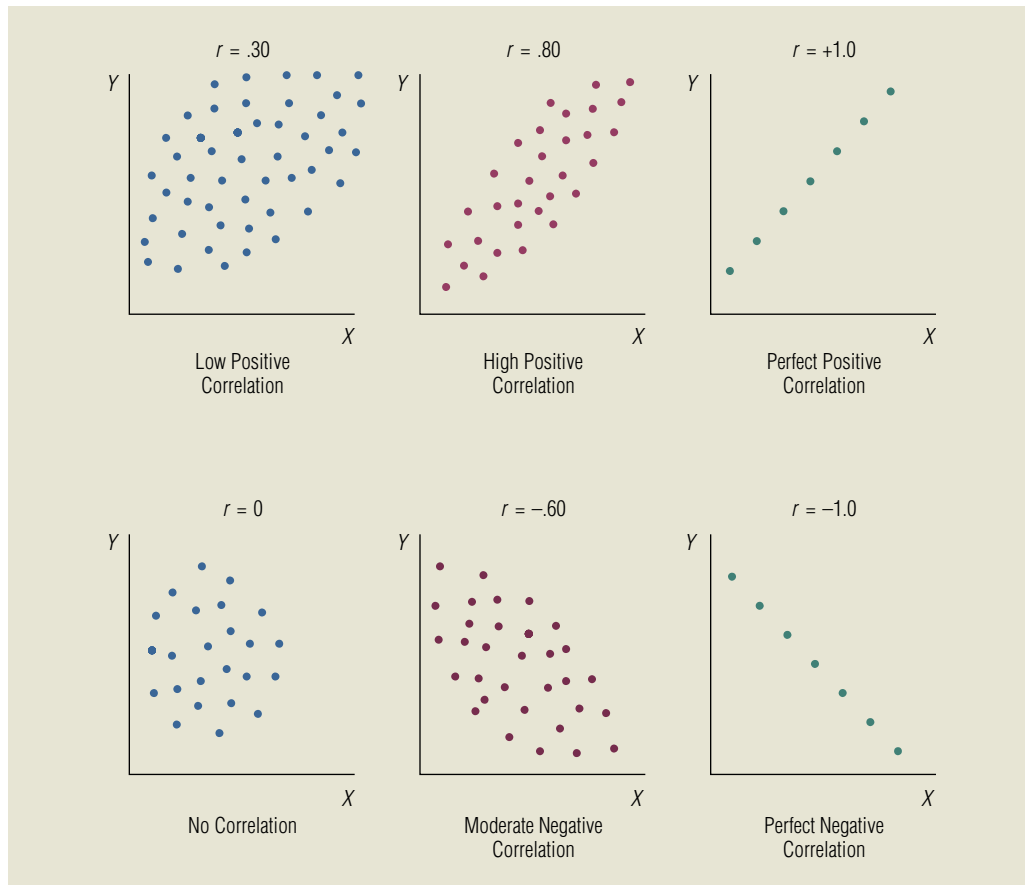 r = .30
Y
X
Low Positive
Correlation
r = .80
Y
X
High Positive
Correlation
r = +1.0
Y
X
Perfect Positive
Correlation
r = 0
Y
X
No Correlation
r = –.60
Y
X
Moderate Negative
Correlation
r = –1.0
Y
X
Perfect Negative
Correlation